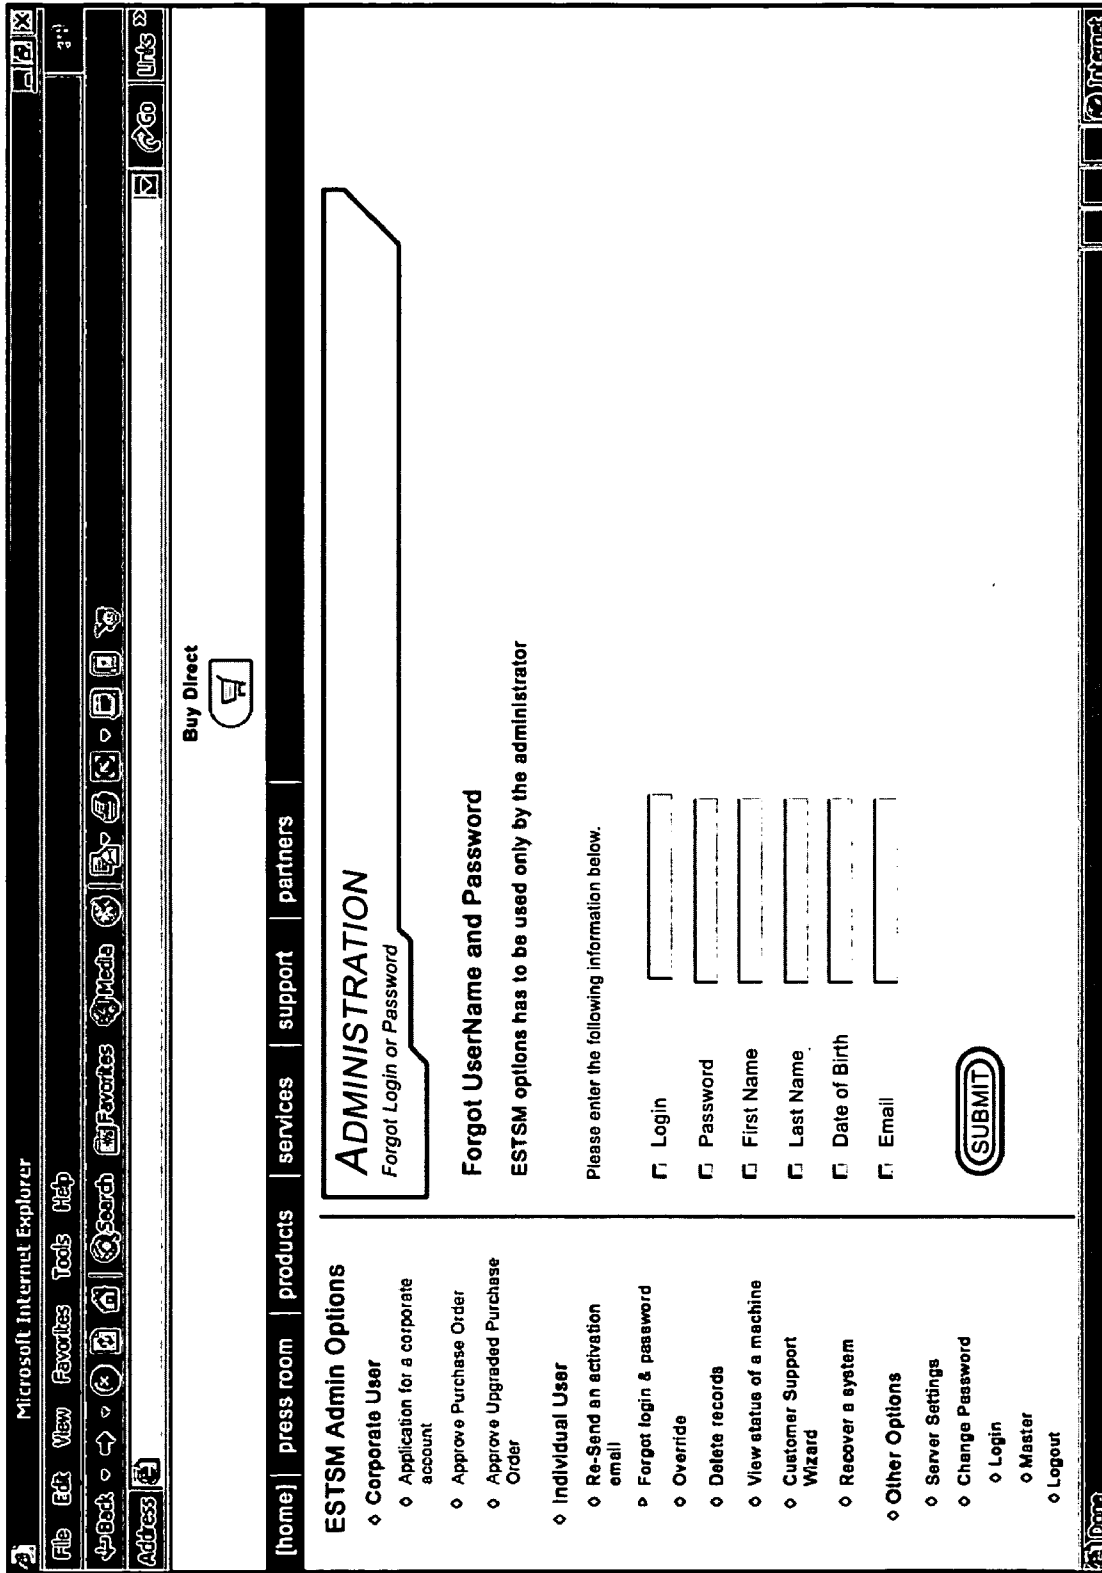 Microsoft Internet Explorer
File Edit View Favorites Tools Help
Back Search Favorites Media
Address Go Links »
Buy Direct
[home] | press room | products | services | support | partners
ESTSM Admin Options
Corporate User
Application for a corporate
account
Approve Purchase Order
Approve Upgraded Purchase
Order
Individual User
Re-Send an activation
email
Forgot login & password
Override
Delete records
View status of a machine
Customer Support
Wizard
Recover a system
Other Options
Server Settings
Change Password
Login
Master
Logout
ADMINISTRATION
Forgot Login or Password
Forgot UserName and Password
ESTSM options has to be used only by the administrator
Please enter the following information below.
Login
Password
First Name
Last Name
Date of Birth
Email
SUBMIT
Done Internet